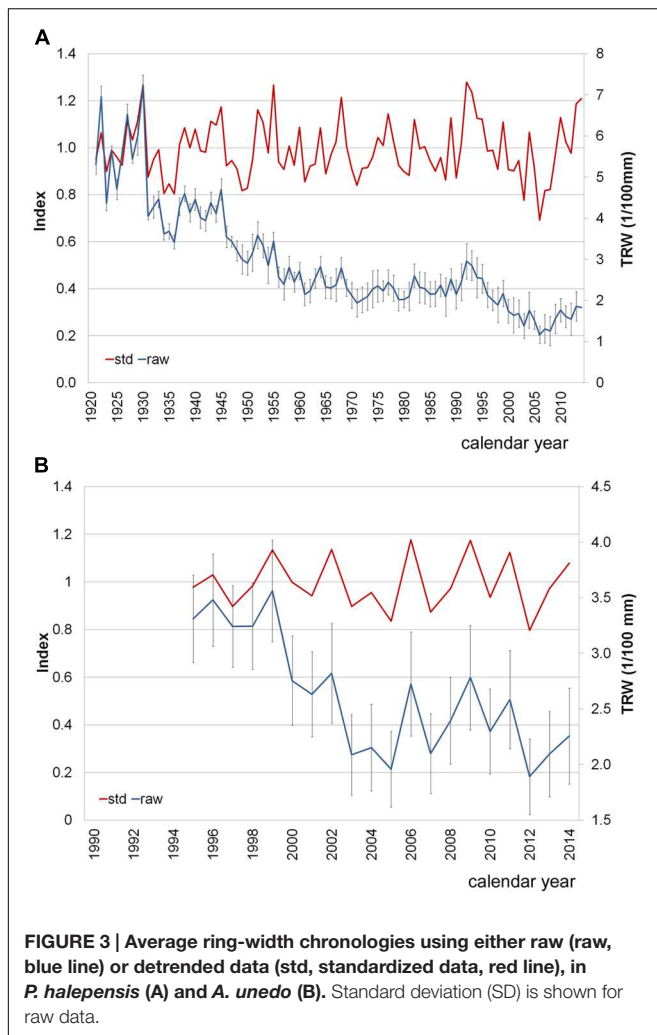 A
1.4
1.2
1.0
0.8
0.6
0.4
0.2
0.0
Index
8
7
6
5
4
3
2
1
0
TRW (1/100mm)
std raw
1920 1925 1930 1935 1940 1945 1950 1955 1960 1965 1970 1975 1980 1985 1990 1995 2000 2005 2010
calendar year
B
1.4
1.2
1
0.8
0.6
0.4
0.2
0
Index
4.5
4.0
3.5
3.0
2.5
2.0
1.5
TRW (1/100 mm)
std raw
1990 1992 1994 1996 1998 2000 2002 2004 2006 2008 2010 2012 2014
calendar year
FIGURE 3 | Average ring-width chronologies using either raw (raw,
blue line) or detrended data (std, standardized data, red line), in
P. halepensis (A) and A. unedo (B). Standard deviation (SD) is shown for
raw data.